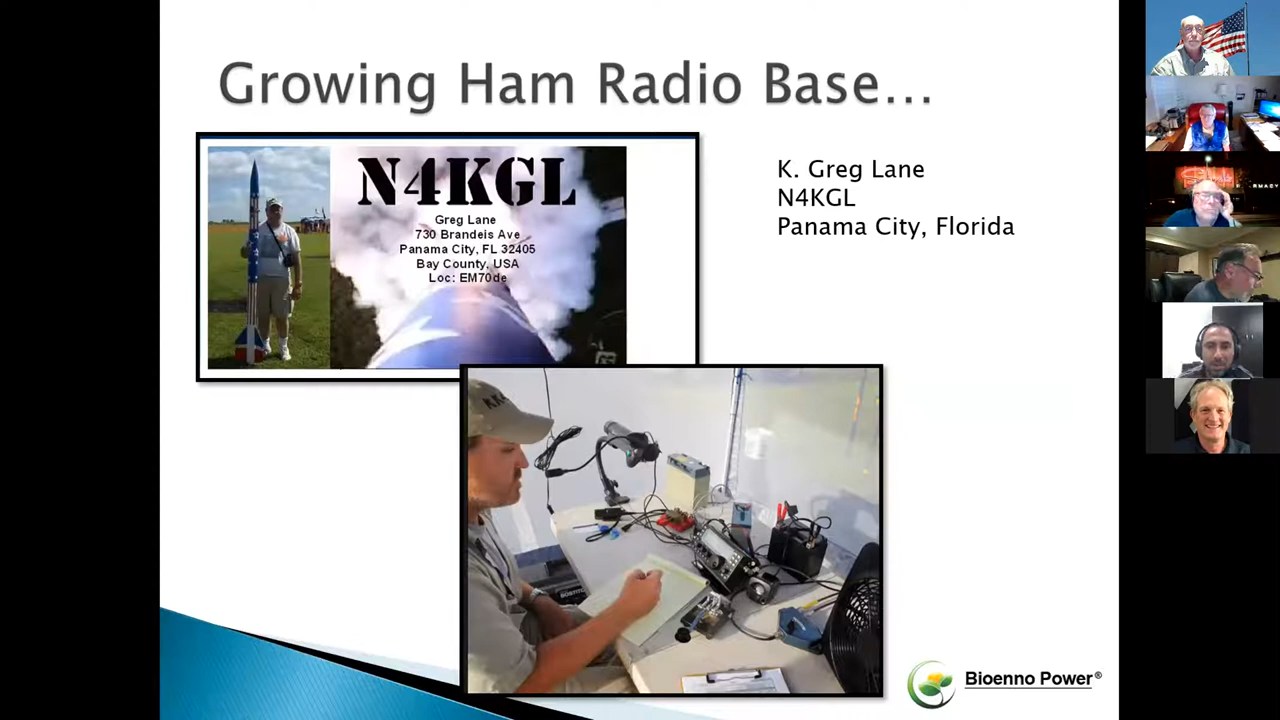 Growing Ham Radio Base...
N4KGL
Greg Lane
730 Brandeis Ave
Panama City, FL 32405
Bay County, USA
Loc: EM70de
K. Greg Lane
N4KGL
Panama City, Florida
Bioenno Power®